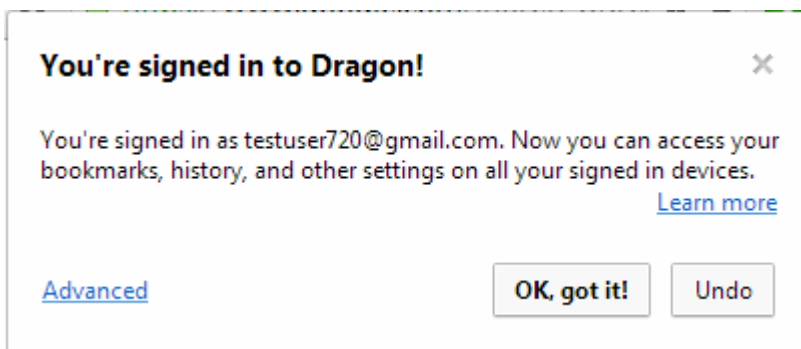 You're signed in to Dragon!
You're signed in as testuser720@gmail.com. Now you can access your
bookmarks, history, and other settings on all your signed in devices.
Learn more
Advanced
OK, got it!
Undo